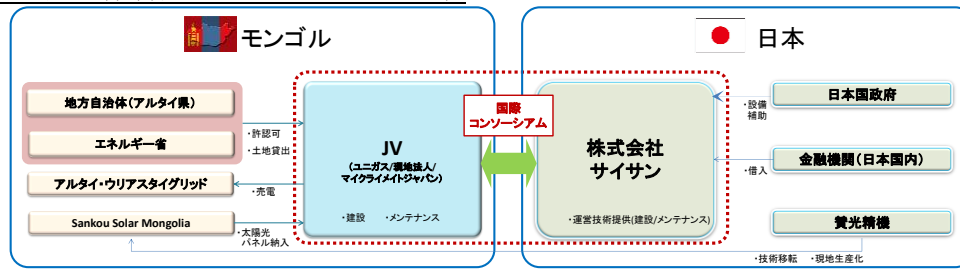 モンゴル
日本
地方自治体(アルタイ県)
エネルギー省
・許認可
・土地貸出
アルタイ・ウリアスタイグリッド
・売電
Sankou Solar Mongolia
・太陽光
パネル納入
JV
(ユニガス/現地法人/
マイクライメイトジャパン)
・建設 ・メンテナンス
国際
コンソーシアム
株式会社
サイサン
・運営技術提供(建設/メンテナンス)
日本国政府
・設備
補助
金融機関(日本国内)
・借入
賛光精機
・技術移転 ・現地生産化